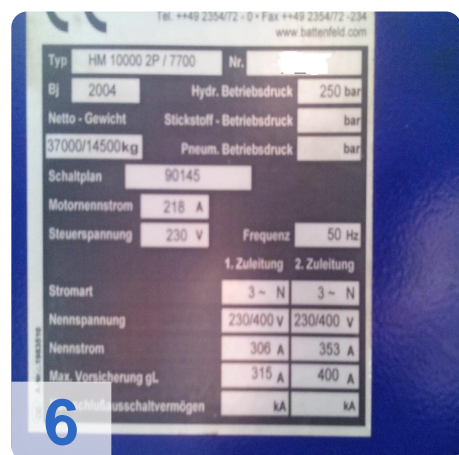 CE
Tel. ++49 2354/72 - 0 • Fax ++49 2354/72 -234
www.battenfeld.com
Typ HM 10000 2P / 7700 Nr.
Bj 2004 Hydr. Betriebsdruck 250 bar
Netto - Gewicht Stickstoff - Betriebsdruck bar
37000/14500kg Pneum. Betriebsdruck bar
Schaltplan 90145
Motornennstrom 218 A
Steuerspannung 230 V Frequenz 50 Hz
1. Zuleitung 2. Zuleitung
Stromart 3 ~ N 3 ~ N
Nennspannung 230/400 V 230/400 V
Nennstrom 306 A 353 A
Max. Vorsicherung gL 315 A 400 A
kA kA
6